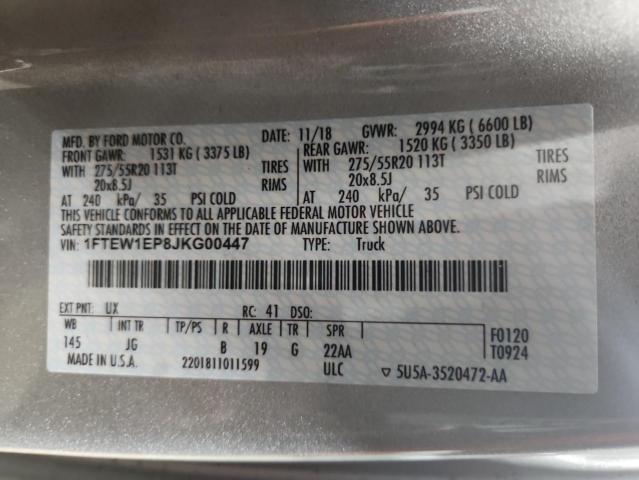 MFD. BY FORD MOTOR CO. DATE: 11/18 GVWR: 2994 KG ( 6600 LB)
FRONT GAWR: 1531 KG ( 3375 LB) REAR GAWR: 1520 KG ( 3350 LB)
WITH 275/55R20 113T TIRES WITH 275/55R20 113T TIRES
20x8.5J RIMS 20x8.5J RIMS
AT 240 kPa/ 35 PSI COLD AT 240 kPa/ 35 PSI COLD
THIS VEHICLE CONFORMS TO ALL APPLICABLE FEDERAL MOTOR VEHICLE
SAFETY STANDARDS IN EFFECT ON THE DATE OF MANUFACTURE SHOWN ABOVE.
VIN: 1FTEW1EP8JKG00447 TYPE: Truck
EXT PNT: UX RC: 41 DSO:
WB INT TR TP/PS R AXLE TR SPR
145 JG B 19 G 22AA
F0120
T0924
MADE IN U.S.A. 2201811011599 ULC ▽ 5U5A-3520472-AA